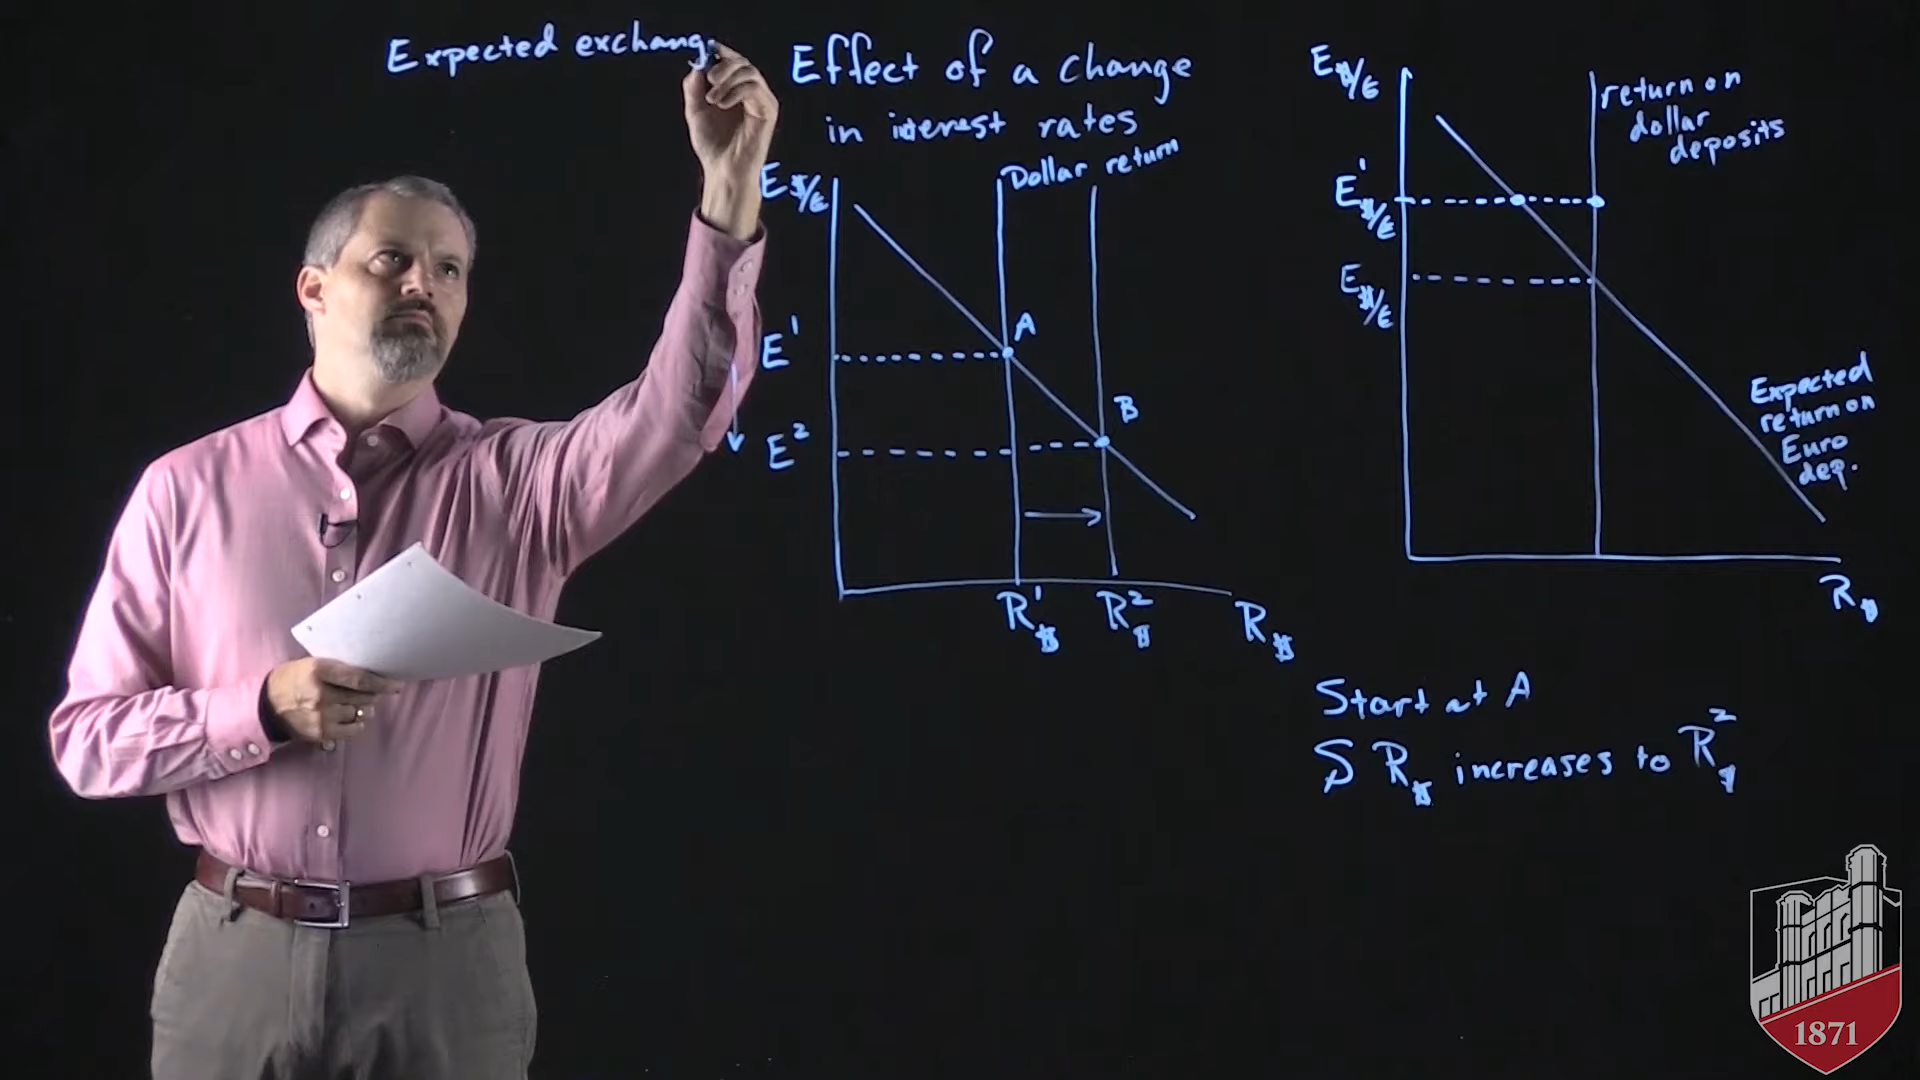 Expected exchang
Effect of a change
in interest rates
E$/€
Dollar return
E¹
A
E²
B
R¹$
R²$
R$
E$/€
return on
dollar
deposits
E¹$/€
E$/€
Expected
return on
Euro
dep.
R$
Start at A
S R$ increases to R²$
1871